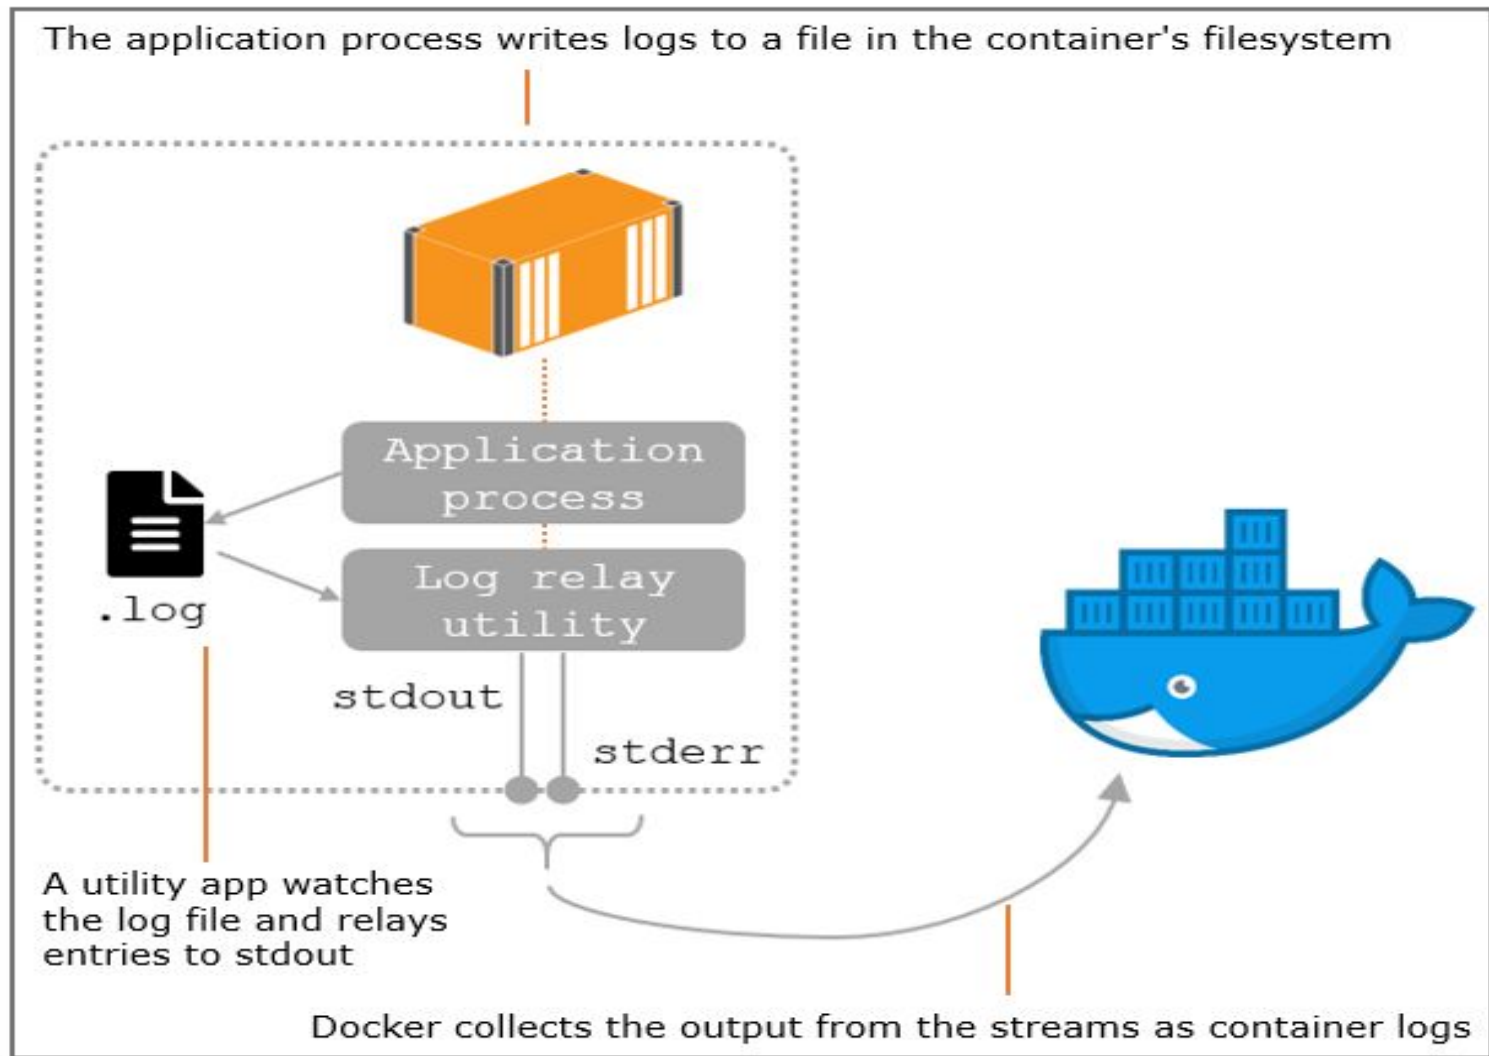 The application process writes logs to a file in the container's filesystem
Application
process
.log
Log relay
utility
stdout
stderr
A utility app watches
the log file and relays
entries to stdout
Docker collects the output from the streams as container logs